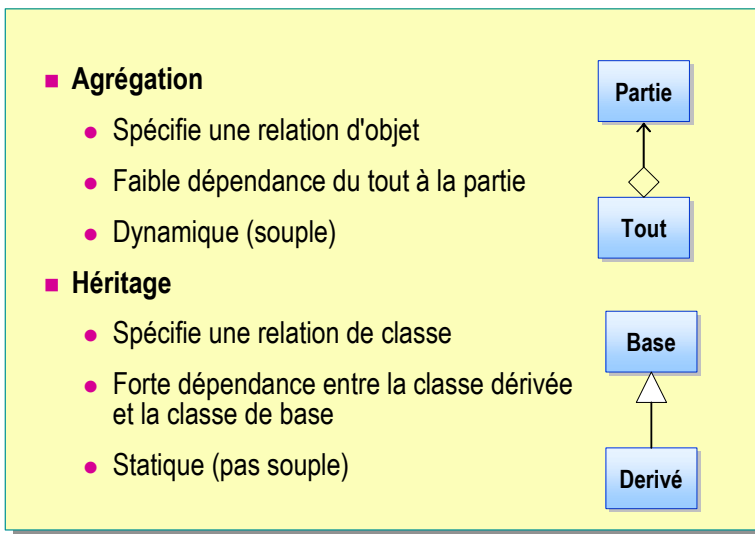 Agrégation
Spécifie une relation d'objet
Faible dépendance du tout à la partie
Dynamique (souple)
Partie
Tout
Héritage
Spécifie une relation de classe
Forte dépendance entre la classe dérivée
et la classe de base
Statique (pas souple)
Base
Derivé